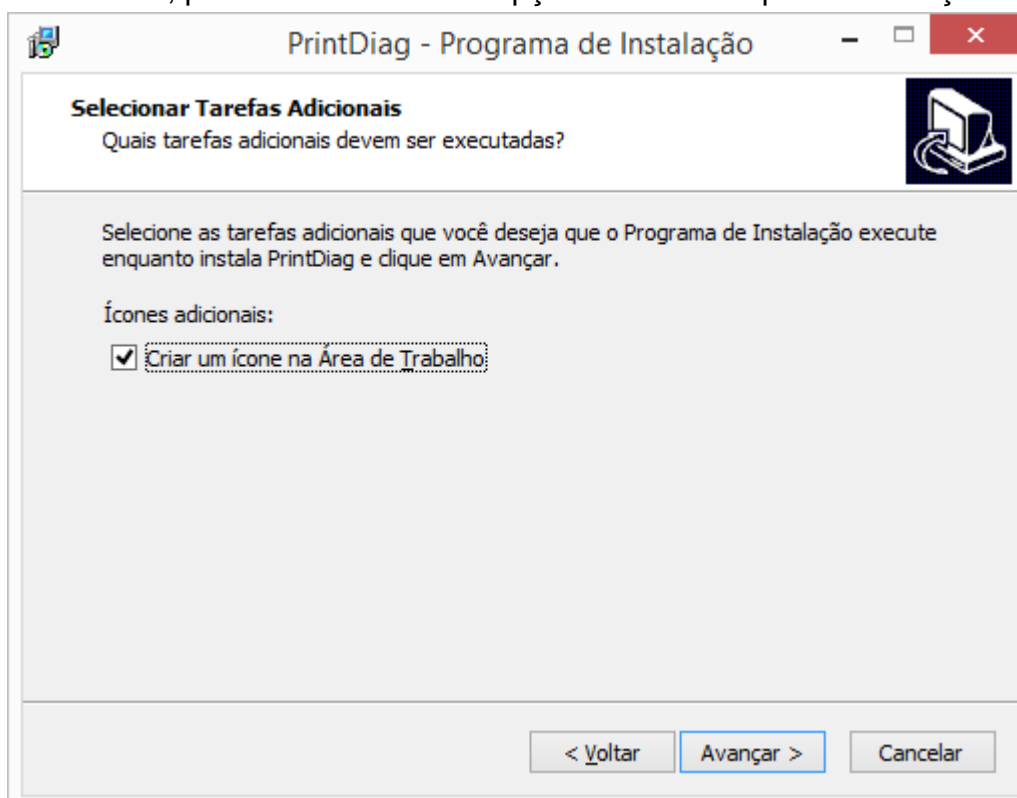 PrintDiag - Programa de Instalação
Selecionar Tarefas Adicionais
Quais tarefas adicionais devem ser executadas?
Selecione as tarefas adicionais que você deseja que o Programa de Instalação execute
enquanto instala PrintDiag e clique em Avançar.
Ícones adicionais:
Criar um ícone na Área de Trabalho
< Voltar Avançar > Cancelar